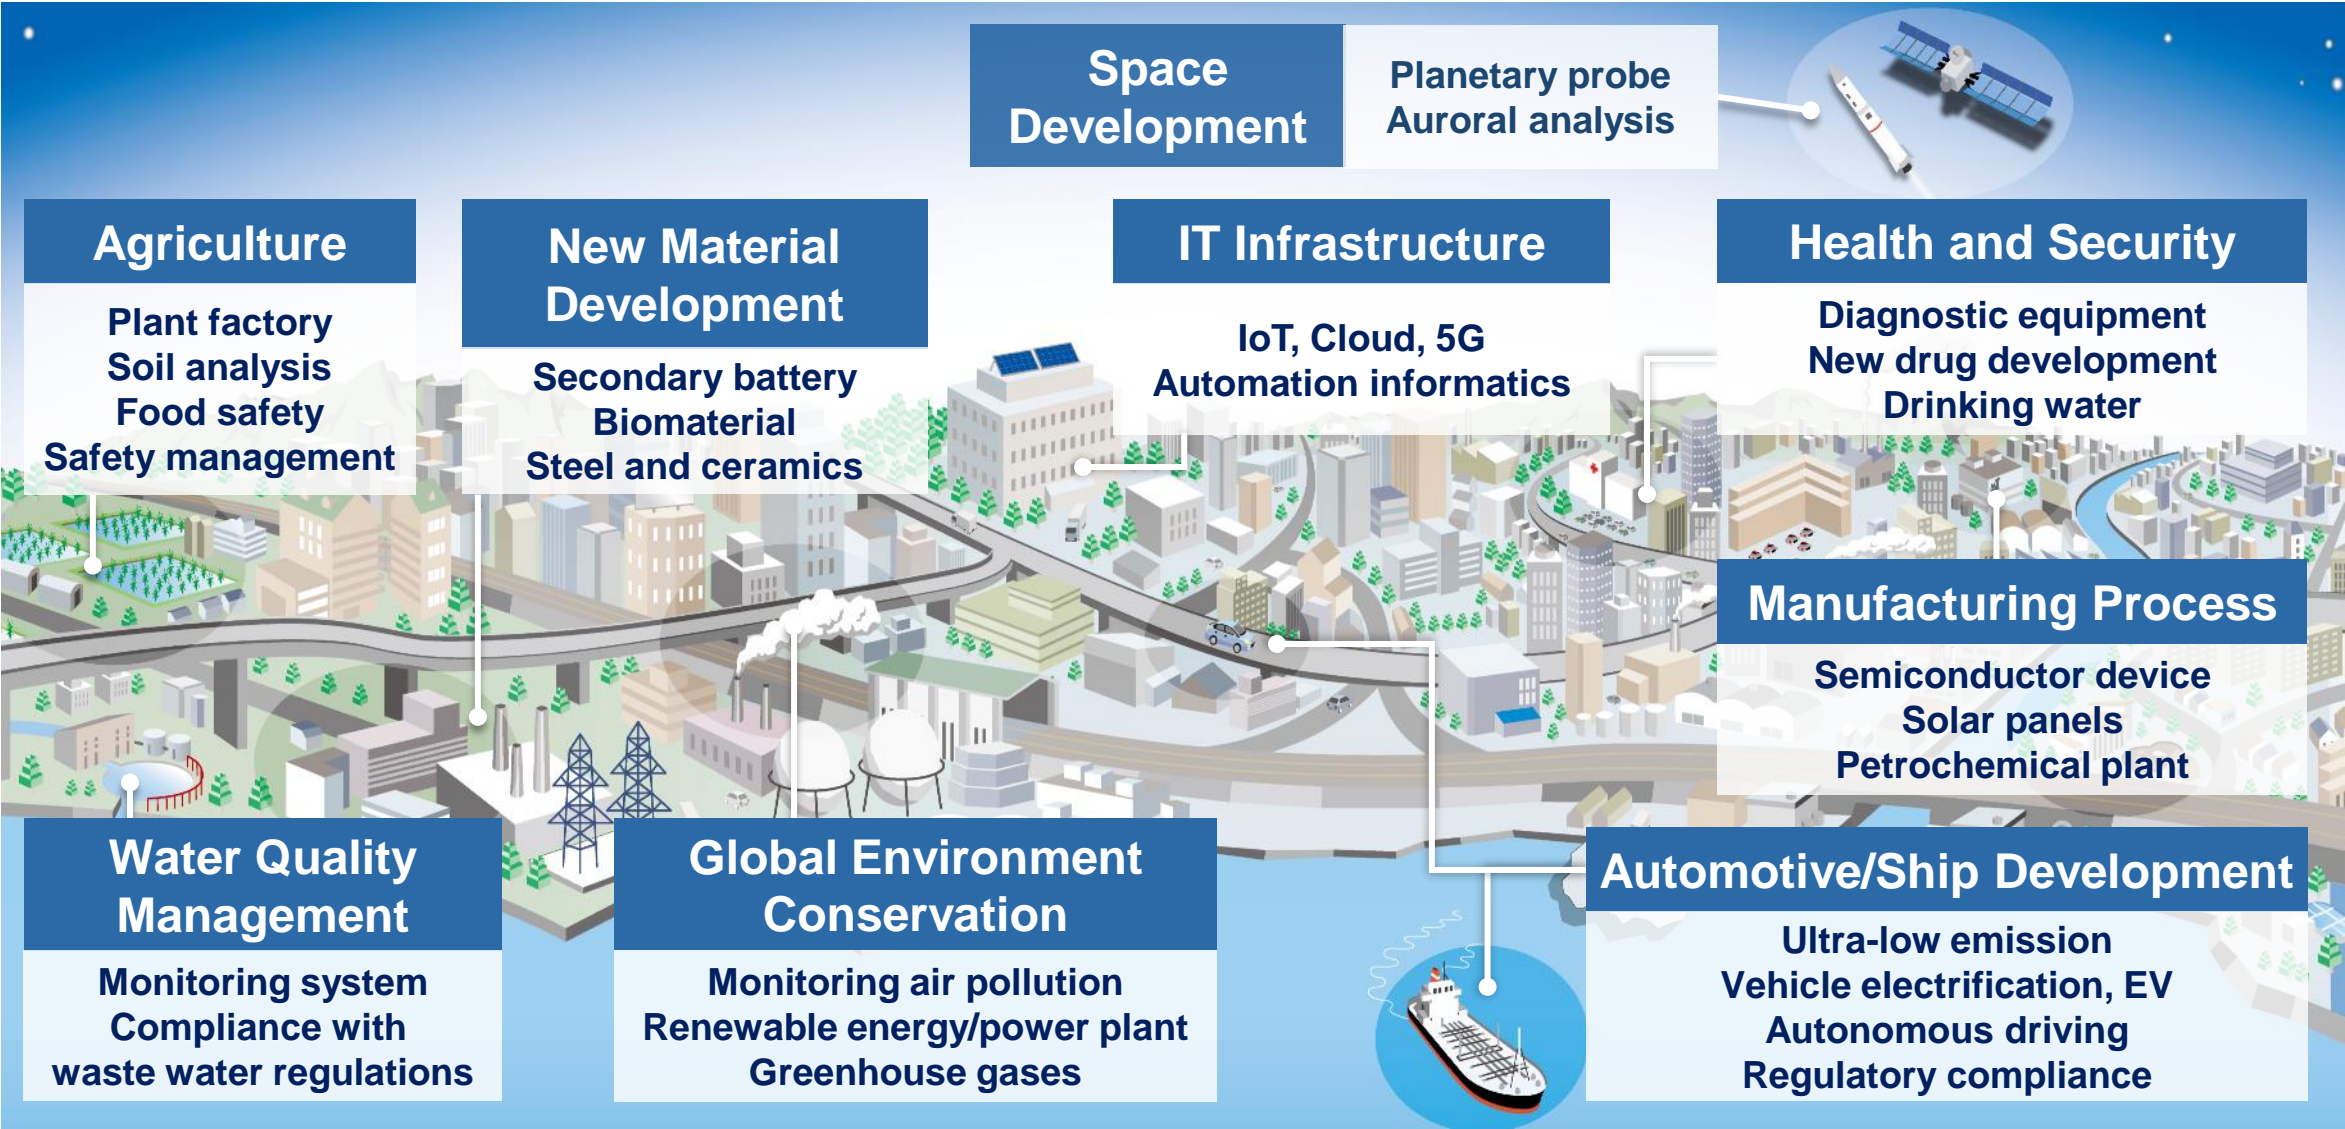 Space
Development
Planetary probe
Auroral analysis
Agriculture
Plant factory
Soil analysis
Food safety
Safety management
New Material
Development
Secondary battery
Biomaterial
Steel and ceramics
IT Infrastructure
IoT, Cloud, 5G
Automation informatics
Health and Security
Diagnostic equipment
New drug development
Drinking water
Manufacturing Process
Semiconductor device
Solar panels
Petrochemical plant
Water Quality
Management
Monitoring system
Compliance with
waste water regulations
Global Environment
Conservation
Monitoring air pollution
Renewable energy/power plant
Greenhouse gases
Automotive/Ship Development
Ultra-low emission
Vehicle electrification, EV
Autonomous driving
Regulatory compliance